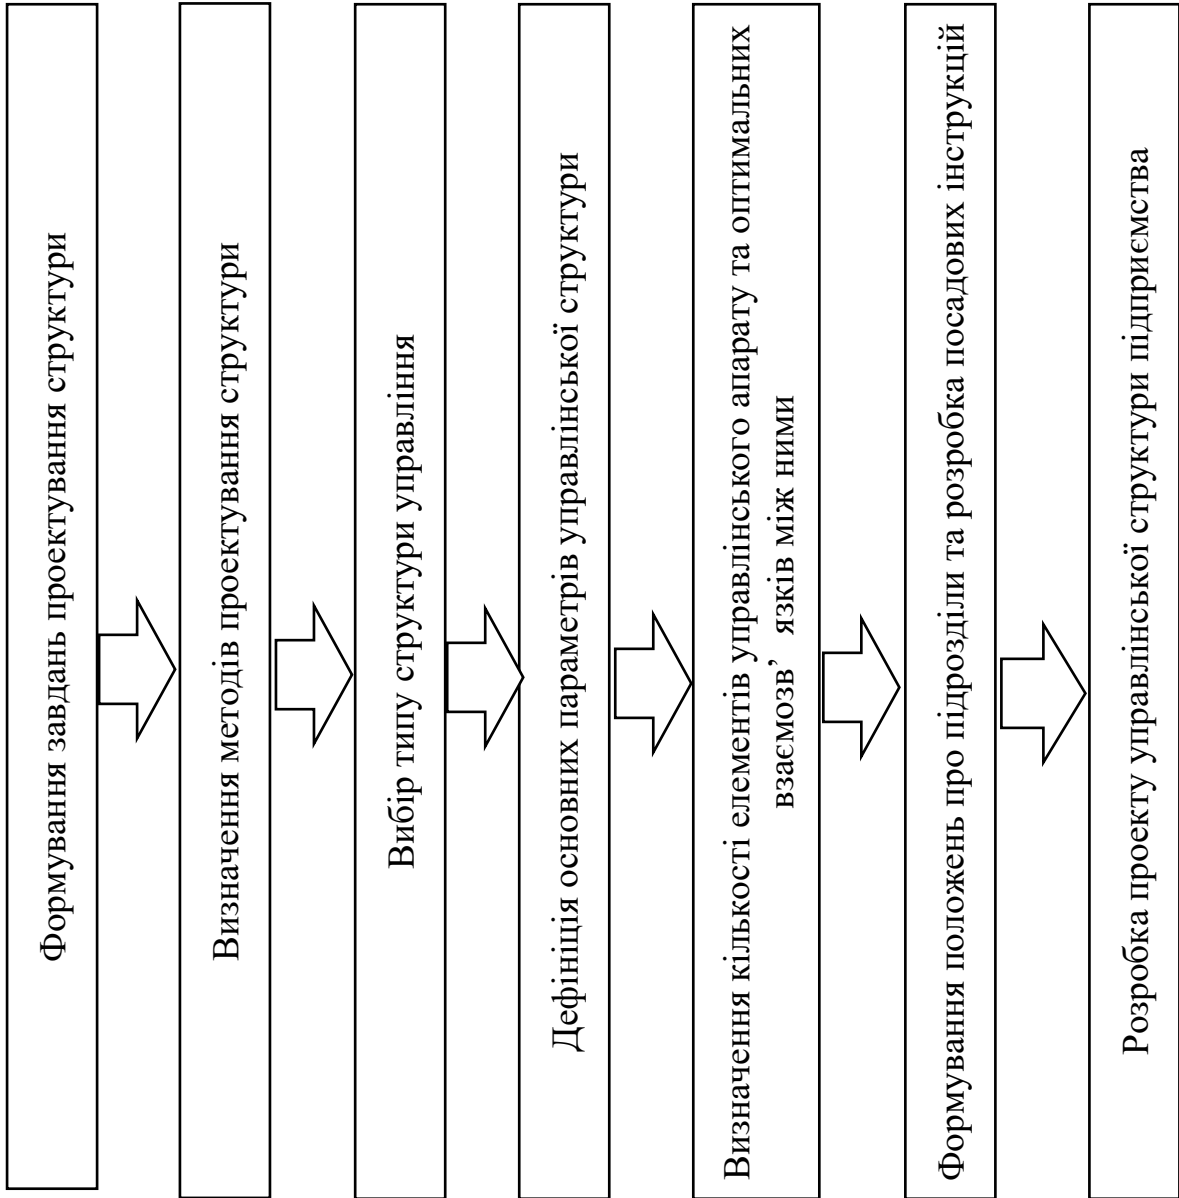 Формування завдань проектування структури
Визначення методів проектування структури
Вибір типу структури управління
Дефініція основних параметрів управлінської структури
Визначення кількості елементів управлінського апарату та оптимальних
взаємозв’ язків між ними
Формування положень про підрозділи та розробка посадових інструкцій
Розробка проекту управлінської структури підприємства